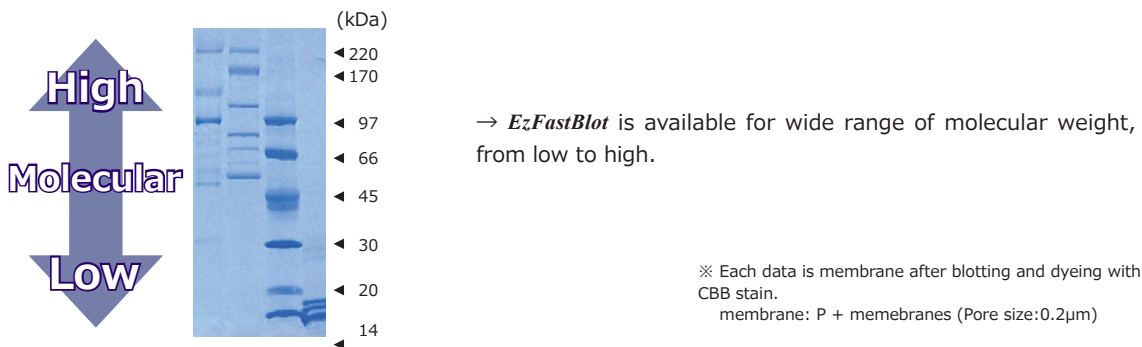 (kDa)
High
Molecular
Low
◄ 220
◄ 170
◄ 97
◄ 66
◄ 45
◄ 30
◄ 20
14
◄
→ EzFastBlot is available for wide range of molecular weight,
from low to high.
※ Each data is membrane after blotting and dyeing with
CBB stain.
membrane: P + memebranes (Pore size:0.2μm)